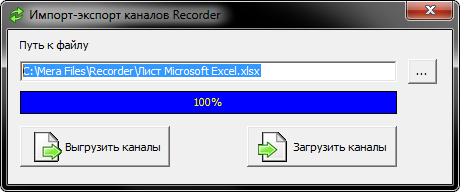 Импорт-экспорт каналов Recorder
Путь к файлу
C:\Mera Files\Recorder\Лист Microsoft Excel.xlsx
...
100%
Выгрузить каналы
Загрузить каналы